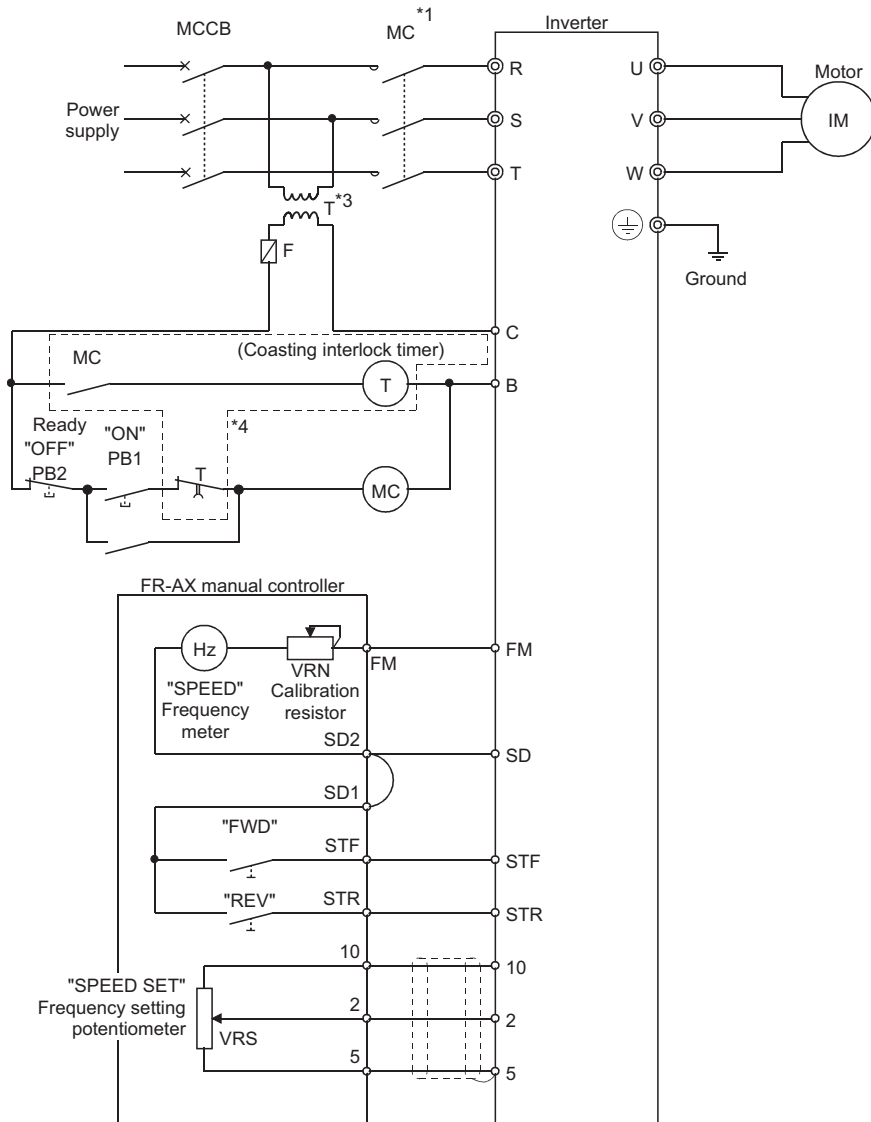 MCCB
MC
*1
Inverter
R
U
Motor
Power
supply
S
V
IM
T
W
T
*3
F
Ground
C
MC
(Coasting interlock timer)
T
B
Ready
"OFF"
PB2
"ON"
PB1
*4
T
MC
FR-AX manual controller
Hz
FM
FM
VRN
"SPEED"
Frequency
meter
Calibration
resistor
SD2
SD
SD1
"FWD"
STF
STF
"REV"
STR
STR
10
10
"SPEED SET"
Frequency setting
potentiometer
2
2
VRS
5
5